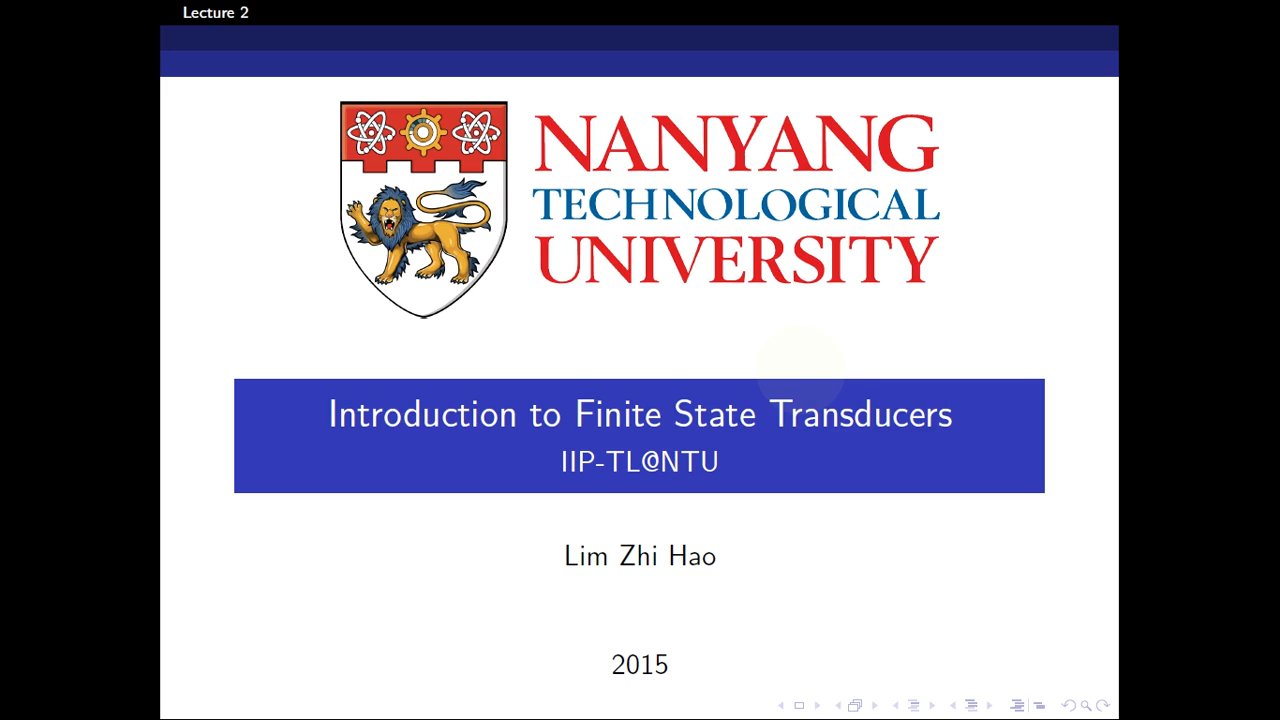 Lecture 2
NANYANG
TECHNOLOGICAL
UNIVERSITY
Introduction to Finite State Transducers
IIP-TL@NTU
Lim Zhi Hao
2015